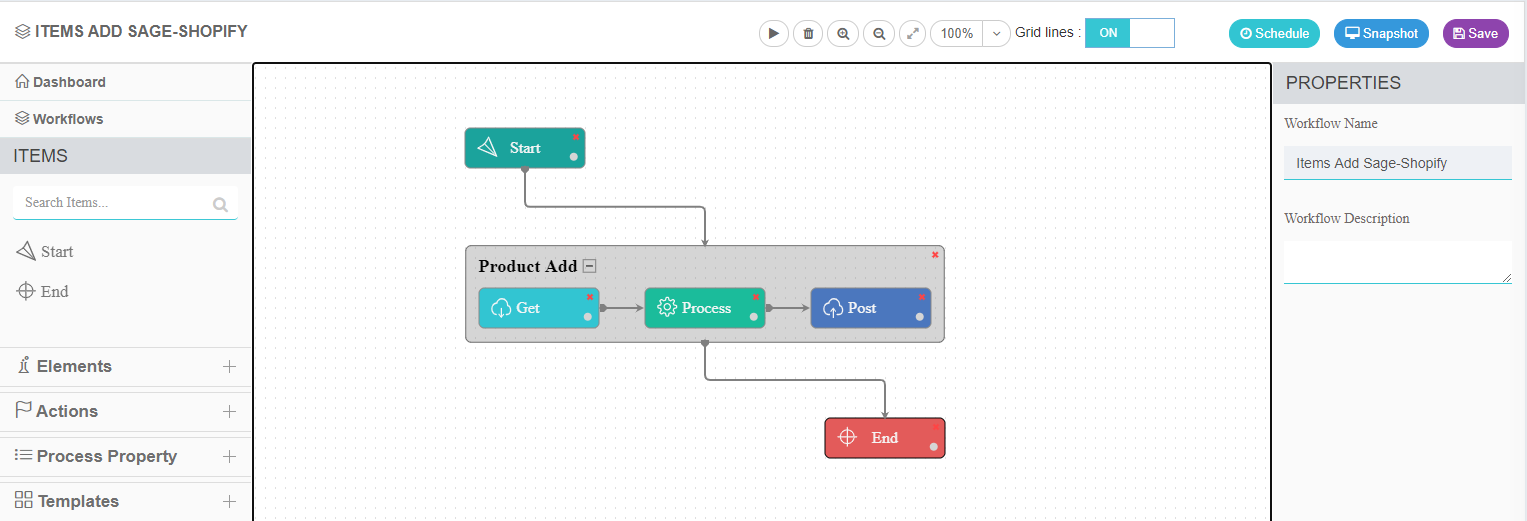 ITEMS ADD SAGE-SHOPIFY
100%
Grid lines :
ON
Schedule
Snapshot
Save
Dashboard
Workflows
ITEMS
Search Items...
Start
End
Elements
Actions
Process Property
Templates
Start
Product Add
Get
Process
Post
End
PROPERTIES
Workflow Name
Items Add Sage-Shopify
Workflow Description